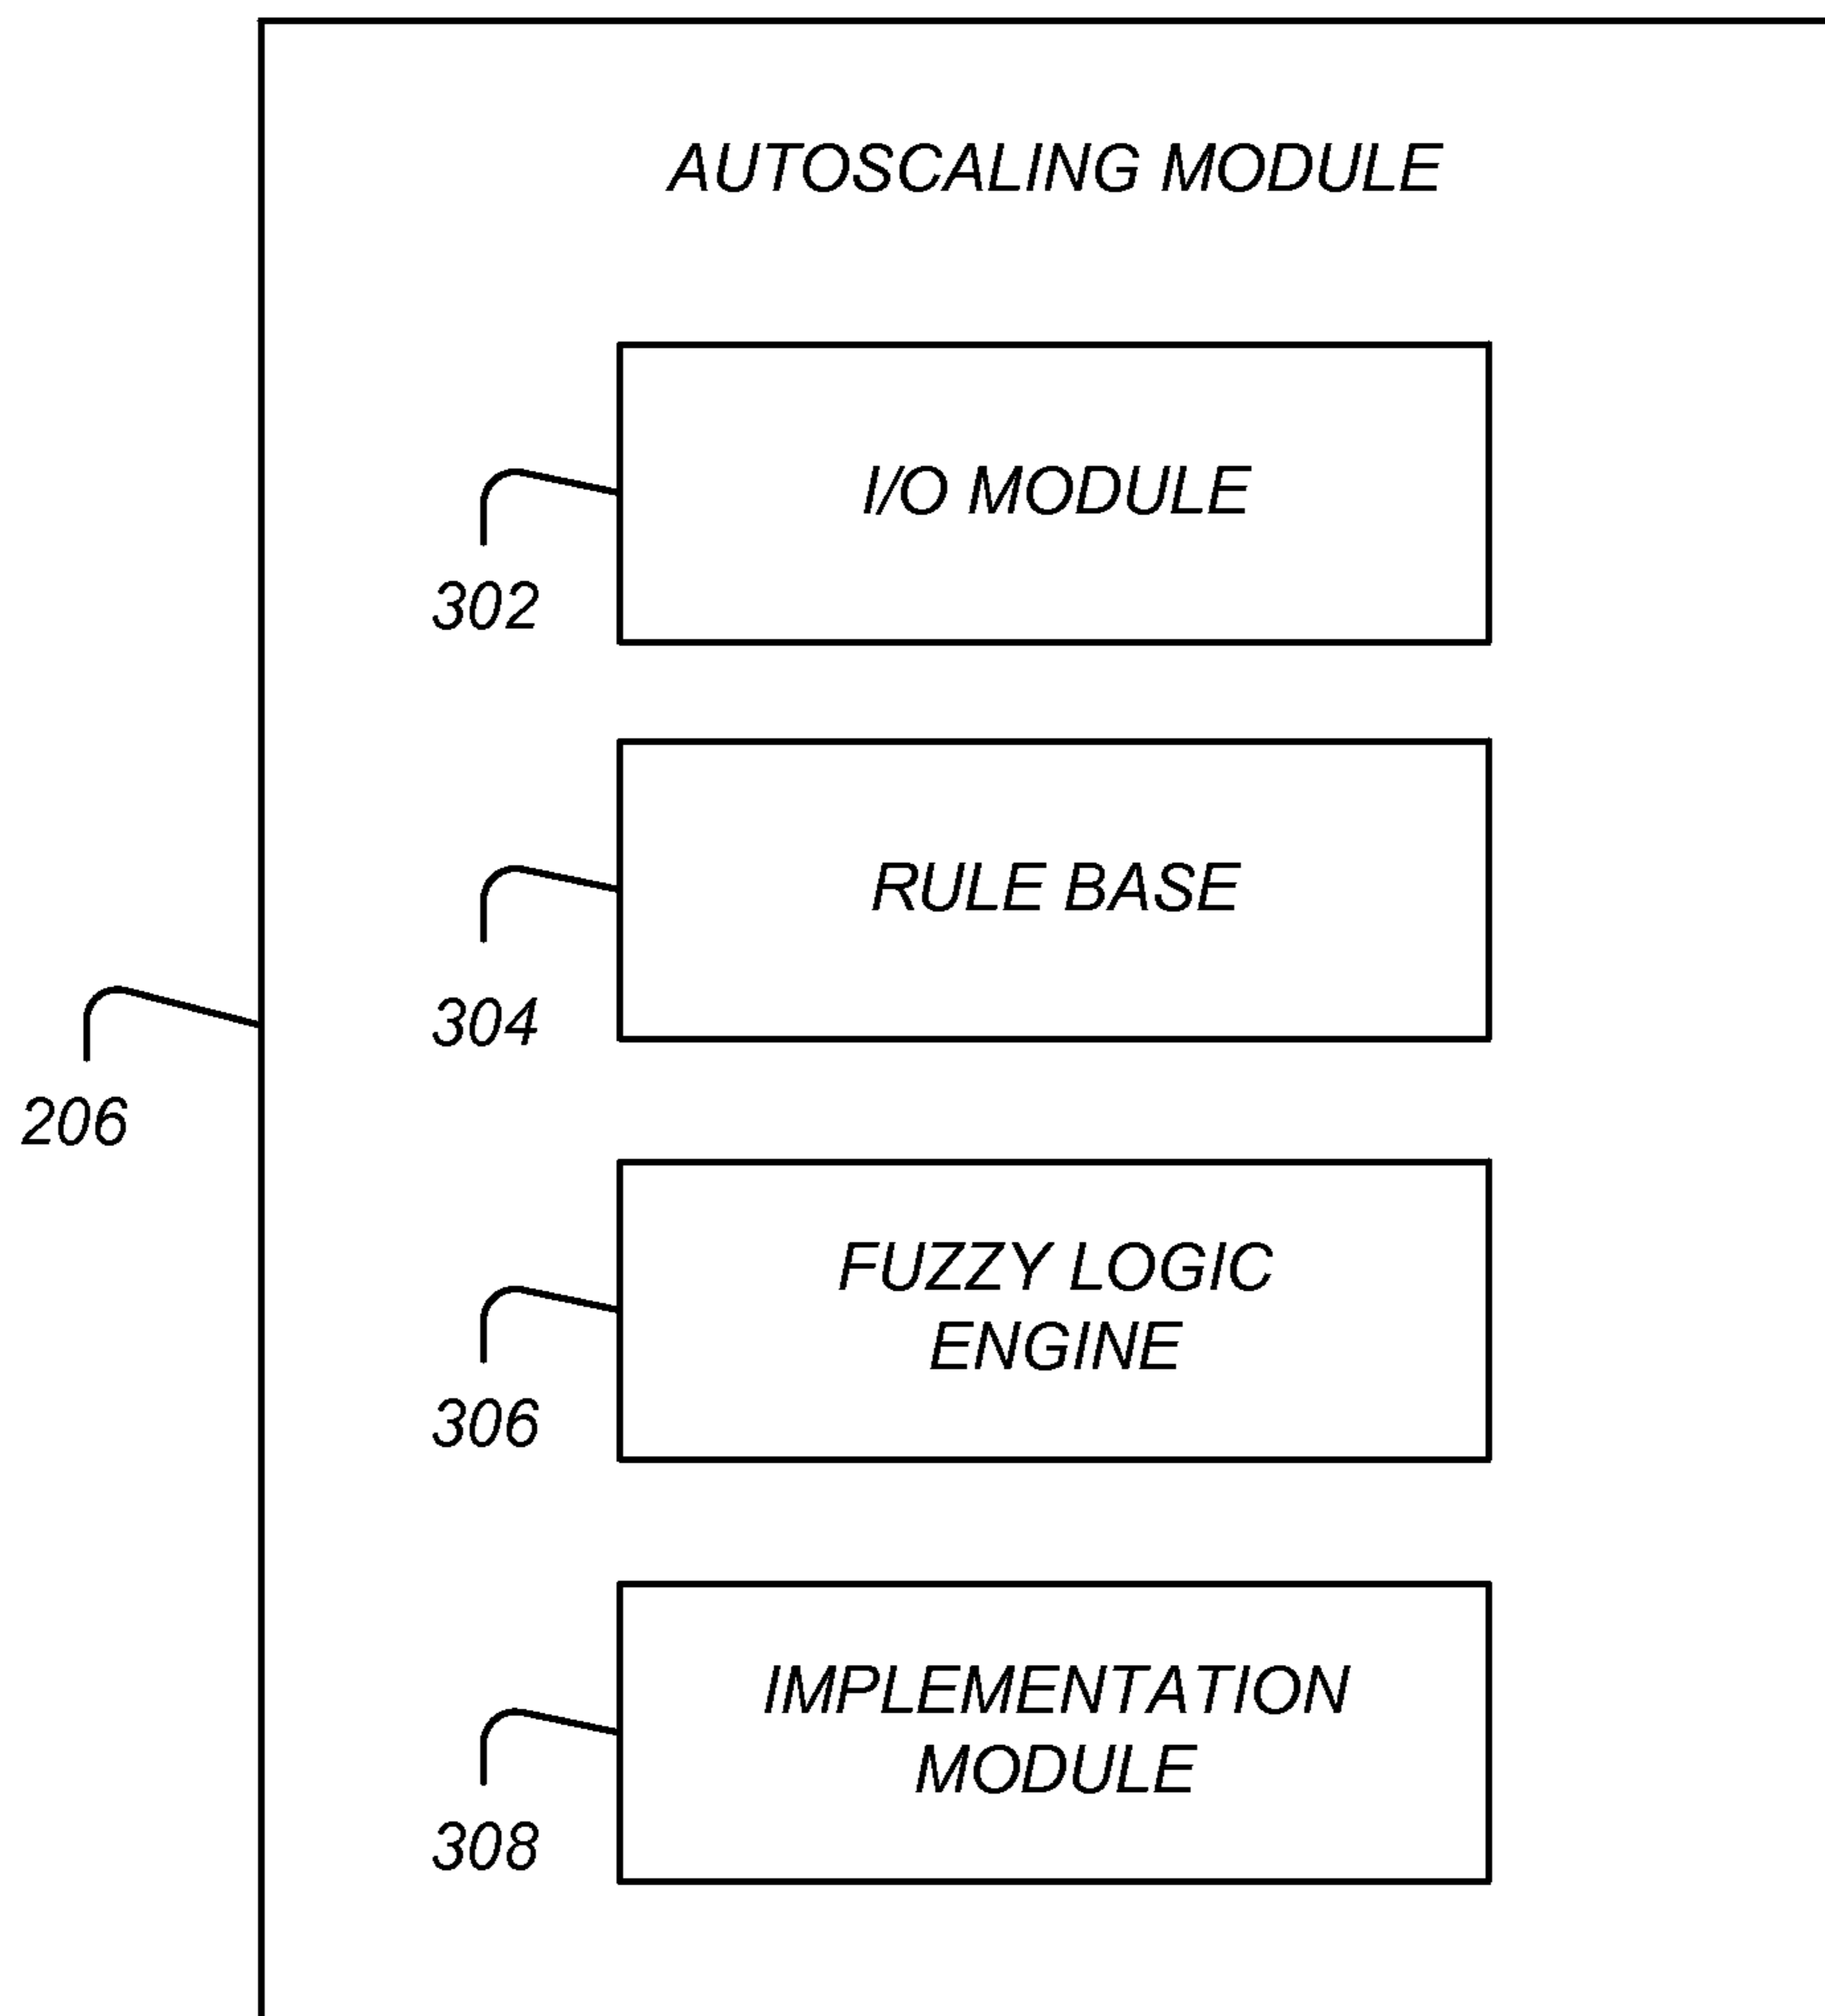 AUTOSCALING MODULE
I/O MODULE
302
RULE BASE
304
206
FUZZY LOGIC
ENGINE
306
IMPLEMENTATION
MODULE
308